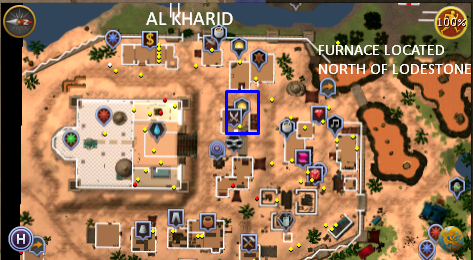 AL KHARID
100%
FURNACE LOCATED
NORTH OF LODESTONE
$
H